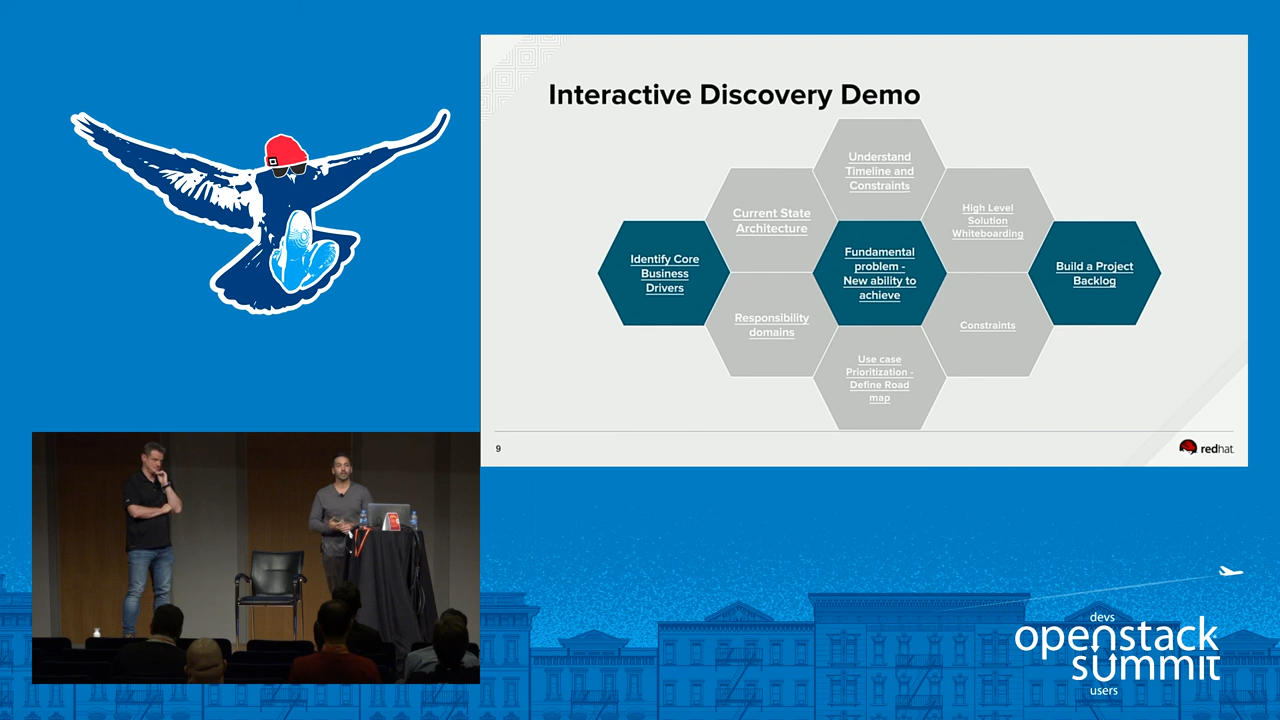 Interactive Discovery Demo
Understand
Timeline and
Constraints
Current State
Architecture
High Level
Solution
Whiteboarding
Identify Core
Business
Drivers
Fundamental
problem -
New ability to
achieve
Build a Project
Backlog
Responsibility
domains
Constraints
Use case
Prioritization -
Define Road
map
9
redhat.
devs
openstack
summit
users